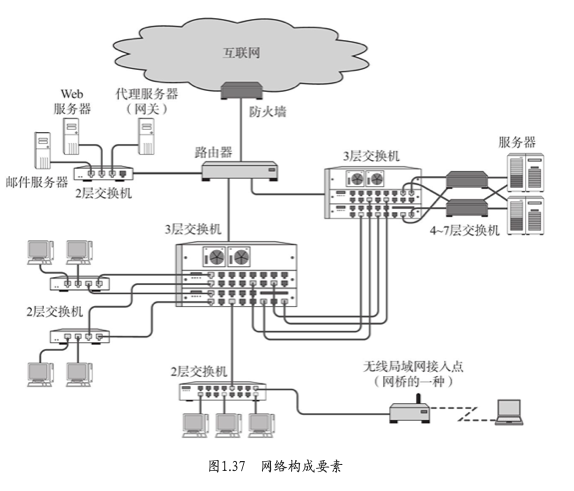 互联网
防火墙
Web
服务器
代理服务器
（网关）
邮件服务器
2层交换机
路由器
3层交换机
服务器
4~7层交换机
3层交换机
2层交换机
2层交换机
无线局域网接入点
（网桥的一种）
图1.37 网络构成要素